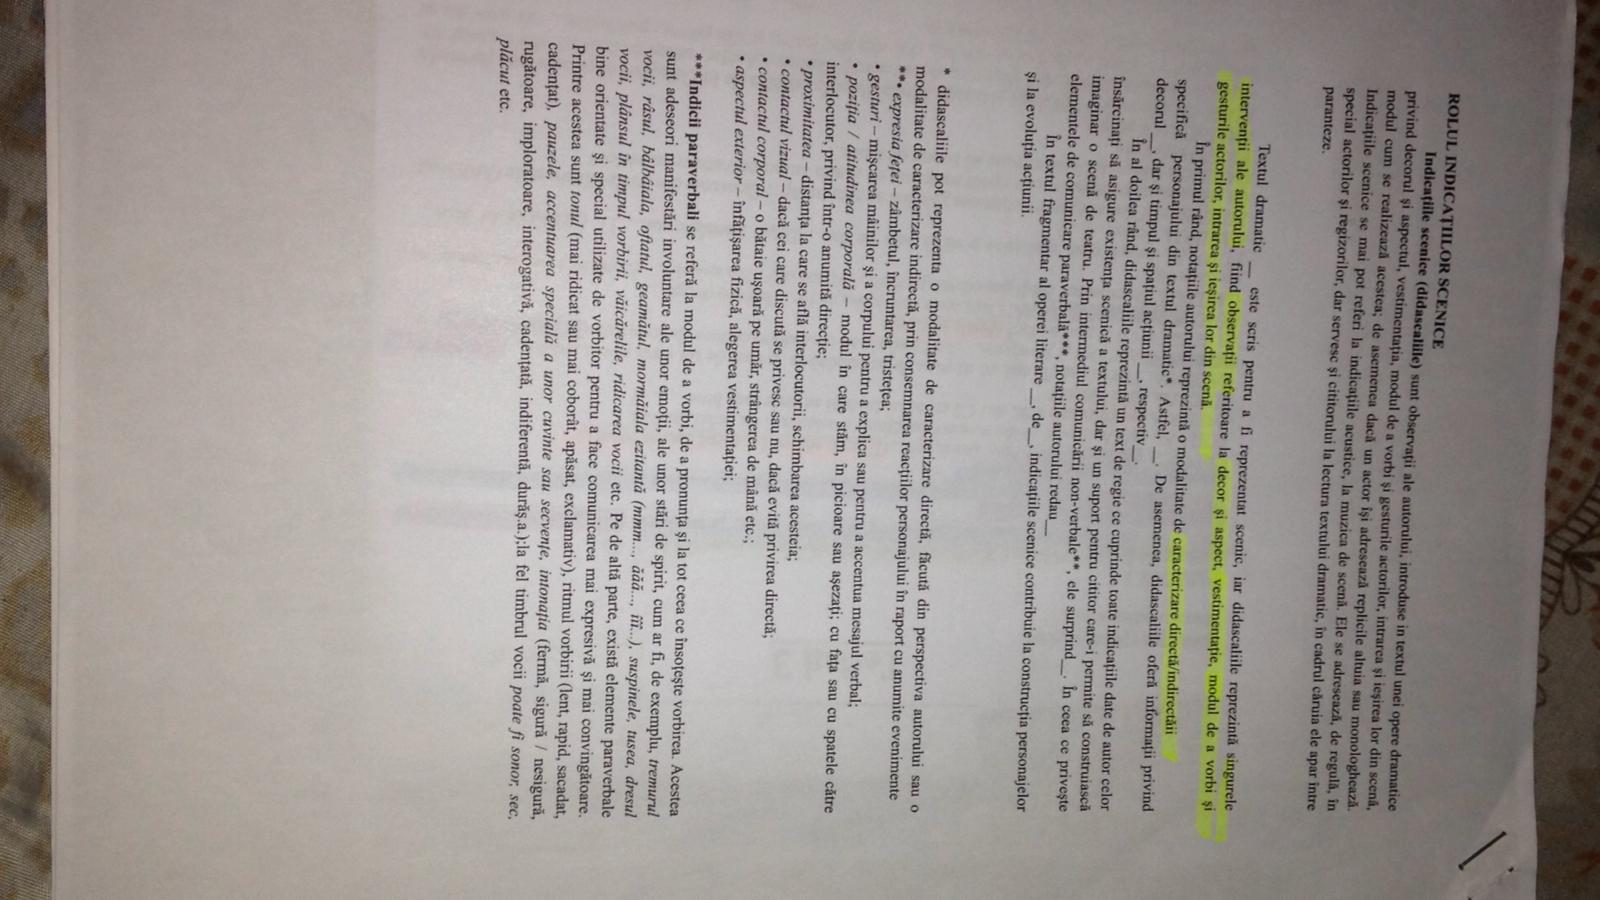 ROLUL INDICAȚIILOR SCENICE
Indicațiile scenice (didascaliile) sunt observații ale autorului, introduse in textul unei opere dramatice
privind decorul și aspectul, vestimentația, modul de a vorbi și gesturile actorilor, intrarea și ieșirea lor din scenă,
modul cum se realizează acestea; de asemenea dacă un actor își adresează replicile altuia sau monologhează.
Indicațiile scenice se mai pot referi la indicațiile acustice, la muzica de scenă. Ele se adresează, de regulă, în
special actorilor și regizorilor, dar servesc și cititorului la lectura textului dramatic, în cadrul căruia ele apar între
paranteze.
Textul dramatic __ este scris pentru a fi reprezentat scenic, iar didascaliile reprezintă singurele
intervenții ale autorului, fiind observații referitoare la decor și aspect, vestimentație, modul de a vorbi și
gesturile actorilor, intrarea și ieșirea lor din scenă.
În primul rând, notațiile autorului reprezintă o modalitate de caracterizare directă/indirectăii
specifică personajului din textul dramatic*. Astfel, __. De asemenea, didascaliile oferă informații privind
decorul__, dar și timpul și spațiul acțiunii __, respectiv__.
În al doilea rând, didascaliile reprezintă un text de regie ce cuprinde toate indicațiile date de autor celor
însărcinați să asigure existența scenică a textului, dar și un suport pentru cititor care-i permite să construiască
imaginar o scenă de teatru. Prin intermediul comunicării non-verbale**, ele surprind__. În ceea ce privește
elementele de comunicare paraverbală***, notațiile autorului redau__
În textul fragmentar al operei literare __, de__, indicațiile scenice contribuie la construcția personajelor
și la evoluția acțiunii.
* didascaliile pot reprezenta o modalitate de caracterizare directă, făcută din perspectiva autorului sau o
modalitate de caracterizare indirectă, prin consemnarea reacțiilor personajului în raport cu anumite evenimente
**• expresia feței – zâmbetul, încruntarea, tristețea;
• gesturi – mișcarea mâinilor și a corpului pentru a explica sau pentru a accentua mesajul verbal;
• poziția / atitudinea corporală – modul în care stăm, în picioare sau așezați; cu fața sau cu spatele către
interlocutor, privind într-o anumită direcție;
• proximitatea – distanța la care se află interlocutorii, schimbarea acesteia;
• contactul vizual – dacă cei care discută se privesc sau nu, dacă evită privirea directă;
• contactul corporal – o bătaie ușoară pe umăr, strângerea de mână etc.;
• aspectul exterior – înfățișarea fizică, alegerea vestimentației;
***Indicii paraverbali se referă la modul de a vorbi, de a pronunța și la tot ceea ce însoțește vorbirea. Acestea
sunt adeseori manifestări involuntare ale unor emoții, ale unor stări de spirit, cum ar fi, de exemplu, tremurul
vocii, râsul, bâlbâiala, oftatul, geamătul, mormăiala ezitantă (mmm..., ăăă..., îîî...), suspinele, tusea, dresul
vocii, plânsul în timpul vorbirii, văicărelile, ridicarea vocii etc. Pe de altă parte, există elemente paraverbale
bine orientate și special utilizate de vorbitor pentru a face comunicarea mai expresivă și mai convingătoare.
Printre acestea sunt tonul (mai ridicat sau mai coborât, apăsat, exclamativ), ritmul vorbirii (lent, rapid, sacadat,
cadențat), pauzele, accentuarea specială a unor cuvinte sau secvențe, intonația (fermă, sigură / nesigură,
rugătoare, imploratoare, interogativă, cadențată, indiferentă, durăș.a.);la fel timbrul vocii poate fi sonor, sec,
plăcut etc.